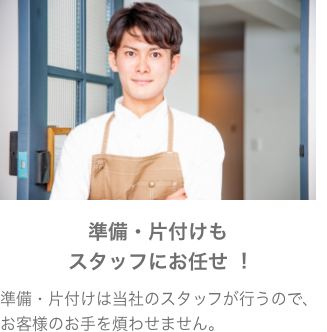 準備・片付けも
スタッフにお任せ ！
準備・片付けは当社のスタッフが行うので、
お客様のお手を煩わせません。